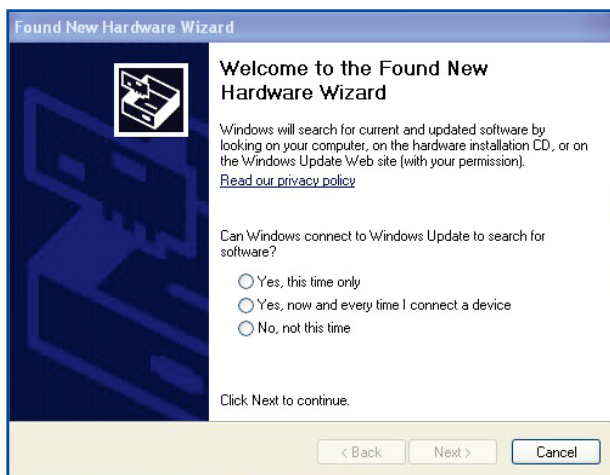 Found New Hardware Wizard
Welcome to the Found New
Hardware Wizard
Windows will search for current and updated software by
looking on your computer, on the hardware installation CD, or on
the Windows Update Web site (with your permission).
Read our privacy policy
Can Windows connect to Windows Update to search for
software?
Yes, this time only
Yes, now and every time I connect a device
No, not this time
Click Next to continue.
< Back Next > Cancel